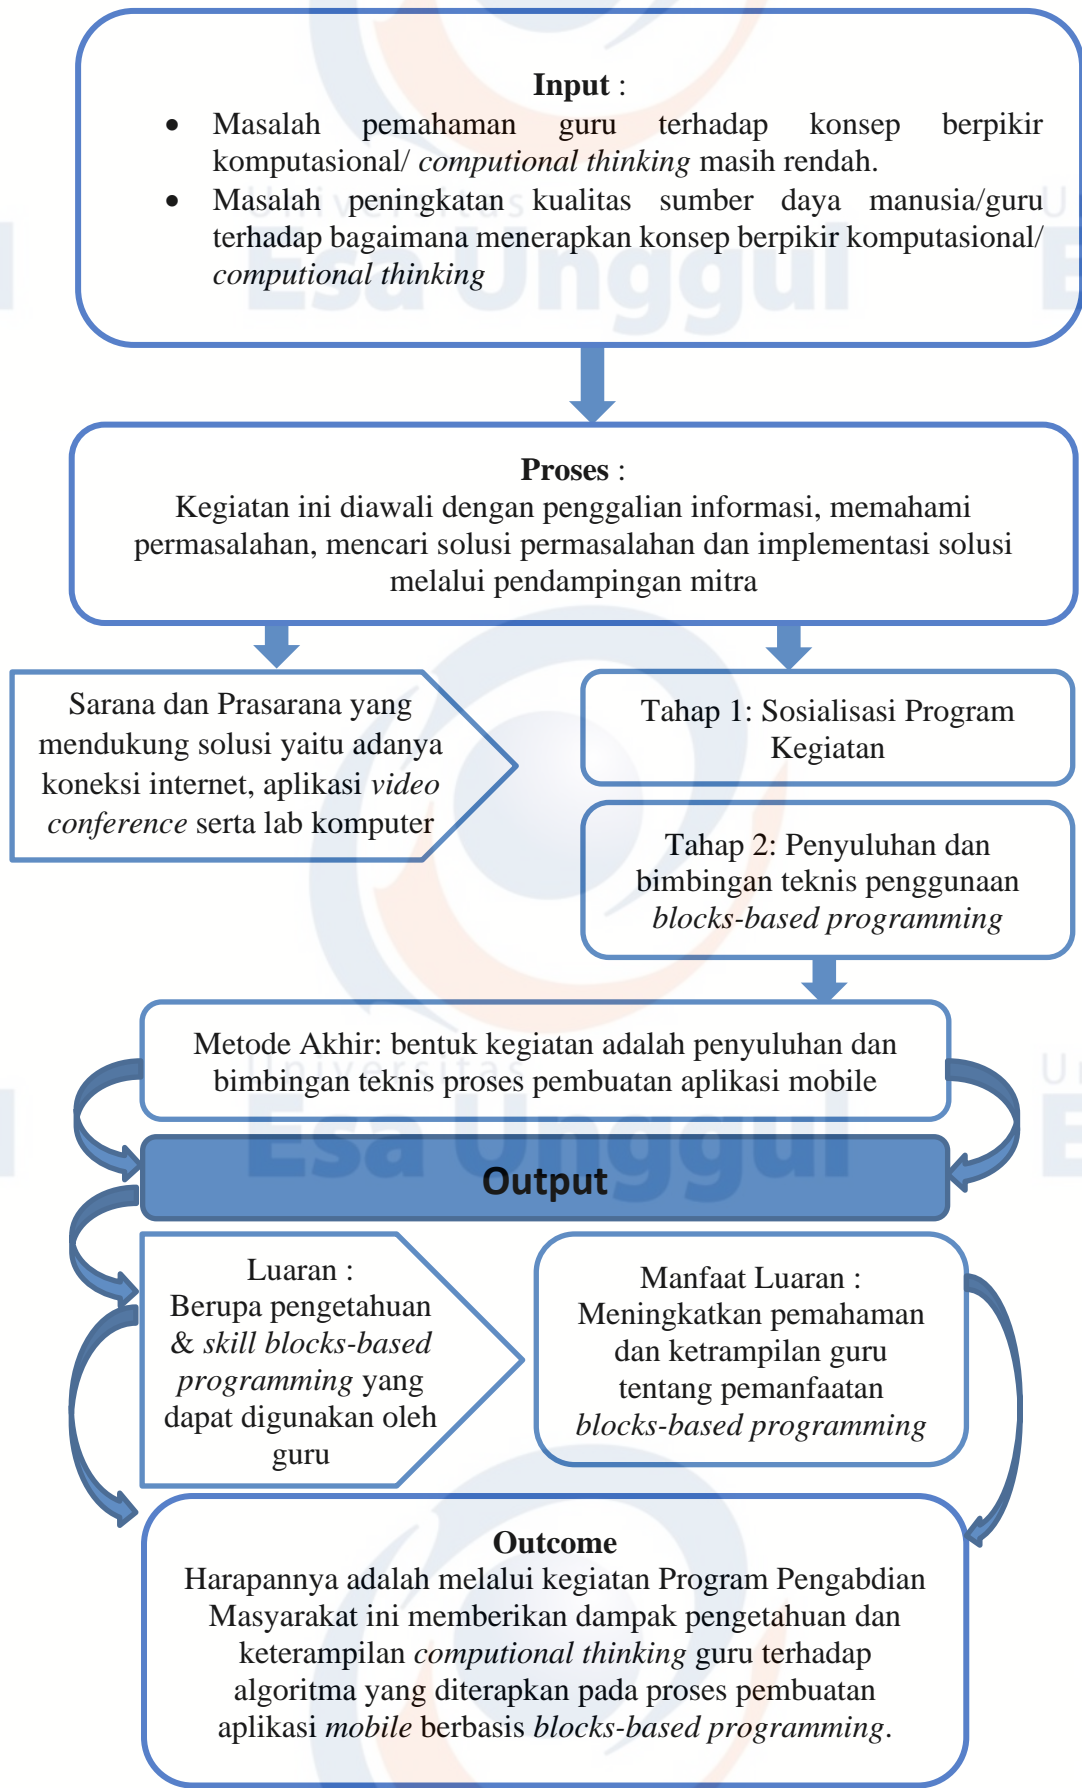 Input :
• Masalah pemahaman guru terhadap konsep berpikir
komputasional/ computional thinking masih rendah.
• Masalah peningkatan kualitas sumber daya manusia/guru
terhadap bagaimana menerapkan konsep berpikir komputasional/
computional thinking
Universitas
Esa Unggul
Proses :
Kegiatan ini diawali dengan penggalian informasi, memahami
permasalahan, mencari solusi permasalahan dan implementasi solusi
melalui pendampingan mitra
Sarana dan Prasarana yang
mendukung solusi yaitu adanya
koneksi internet, aplikasi video
conference serta lab komputer
Tahap 1: Sosialisasi Program
Kegiatan
Tahap 2: Penyuluhan dan
bimbingan teknis penggunaan
blocks-based programming
Metode Akhir: bentuk kegiatan adalah penyuluhan dan
bimbingan teknis proses pembuatan aplikasi mobile
Universitas
Esa Unggul
Output
Luaran :
Berupa pengetahuan
& skill blocks-based
programming yang
dapat digunakan oleh
guru
Manfaat Luaran :
Meningkatkan pemahaman
dan ketrampilan guru
tentang pemanfaatan
blocks-based programming
Outcome
Harapannya adalah melalui kegiatan Program Pengabdian
Masyarakat ini memberikan dampak pengetahuan dan
keterampilan computional thinking guru terhadap
algoritma yang diterapkan pada proses pembuatan
aplikasi mobile berbasis blocks-based programming.